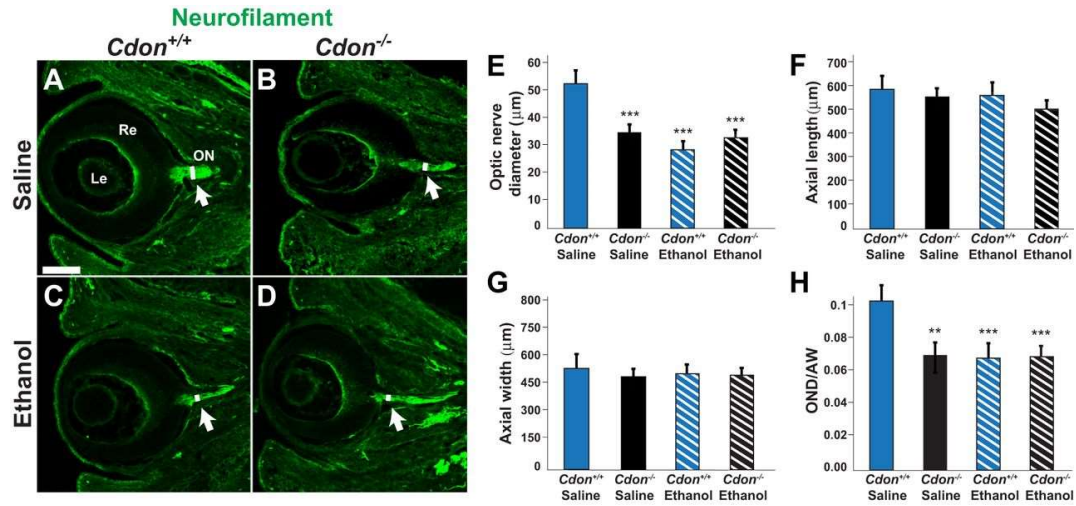 Neurofilament
Cdon+/+
Cdon-/-
Saline
Ethanol
A
Re
Le
ON
B
C
D
E
Optic nerve
diameter (μm)
60
50
40
30
20
10
0
***
***
***
Cdon+/+
Saline
Cdon-/-
Saline
Cdon+/+
Ethanol
Cdon-/-
Ethanol
F
Axial length(μm)
700
600
500
400
300
200
100
0
Cdon+/+
Saline
Cdon-/-
Saline
Cdon+/+
Ethanol
Cdon-/-
Ethanol
G
Axial width(μm)
800
750
600
450
300
150
0
Cdon+/+
Saline
Cdon-/-
Saline
Cdon+/+
Ethanol
Cdon-/-
Ethanol
H
OND/AW
0.1
0.08
0.06
0.04
0.02
0.00
**
***
***
Cdon+/+
Saline
Cdon-/-
Saline
Cdon+/+
Ethanol
Cdon-/-
Ethanol